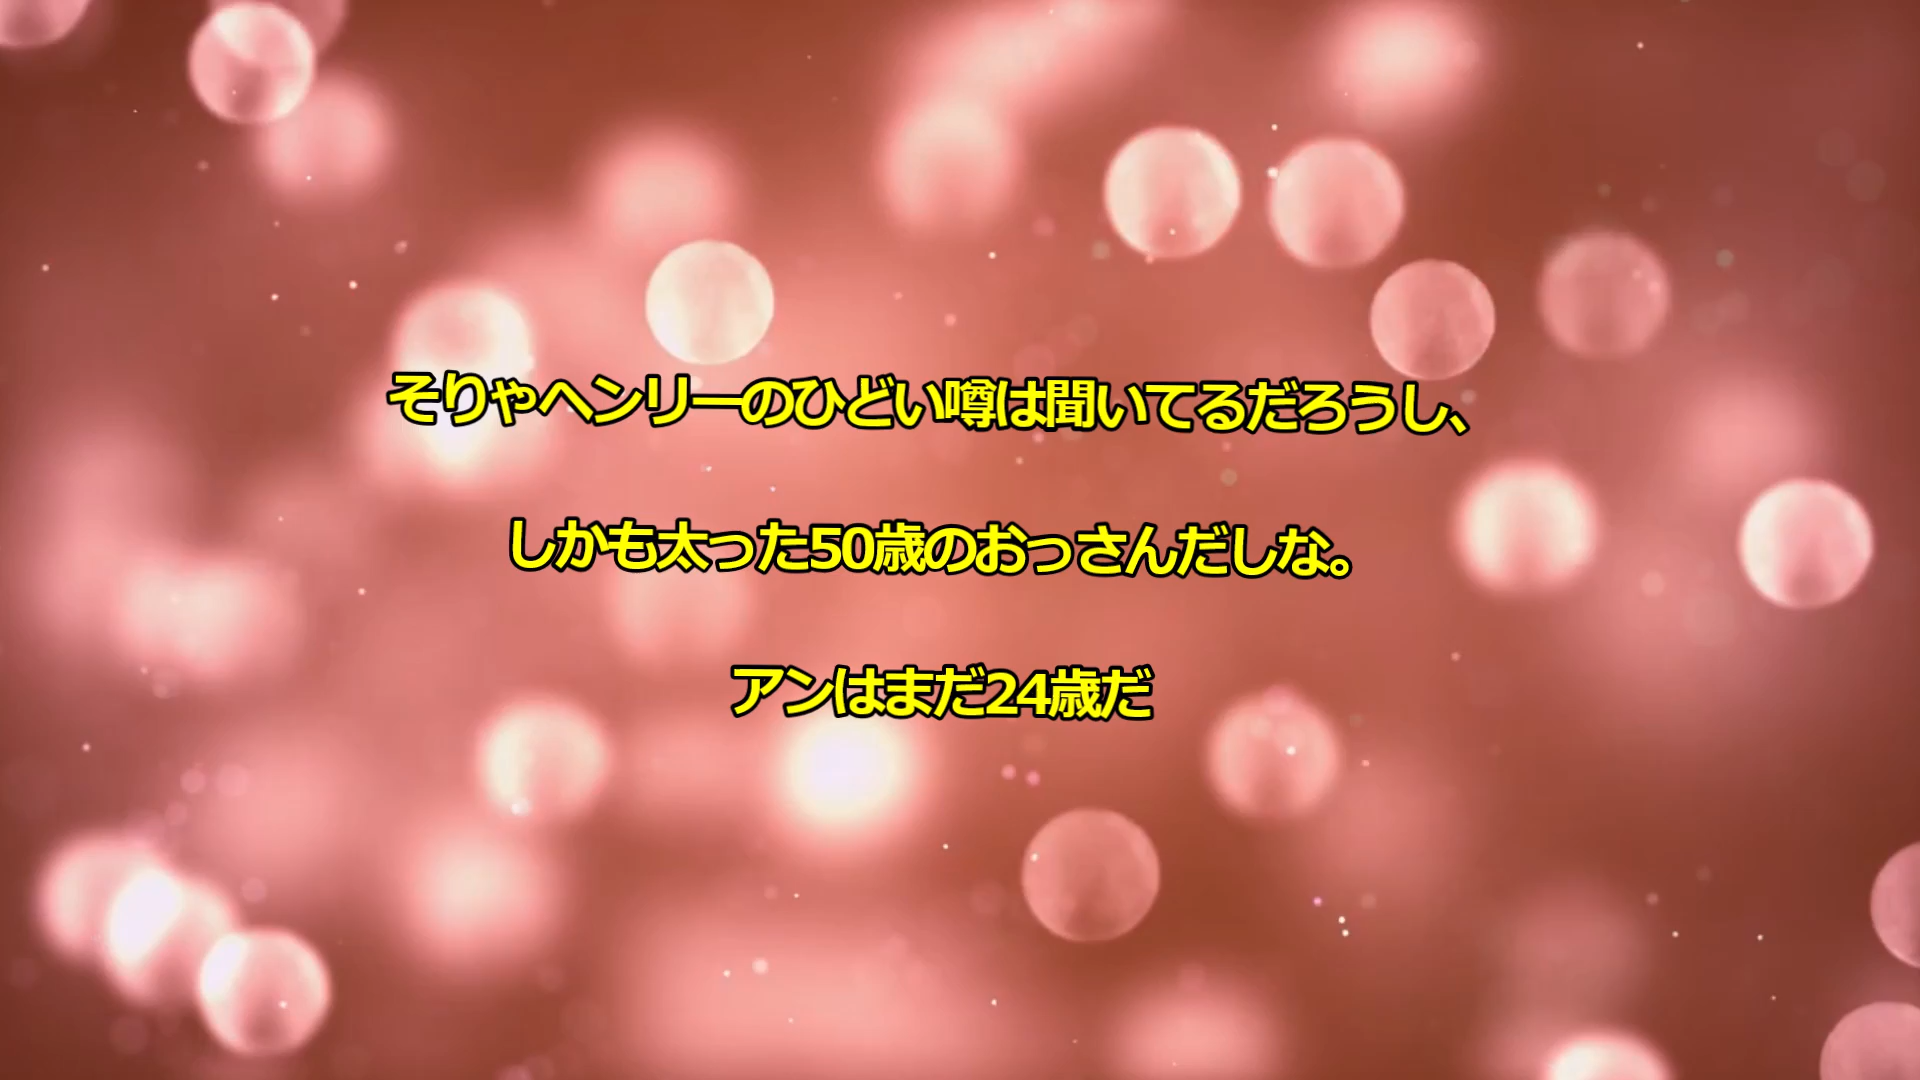 そりゃヘンリーのひどい噂は聞いてるだろうし、
しかも太った50歳のおっさんだしな。
アンはまだ24歳だ